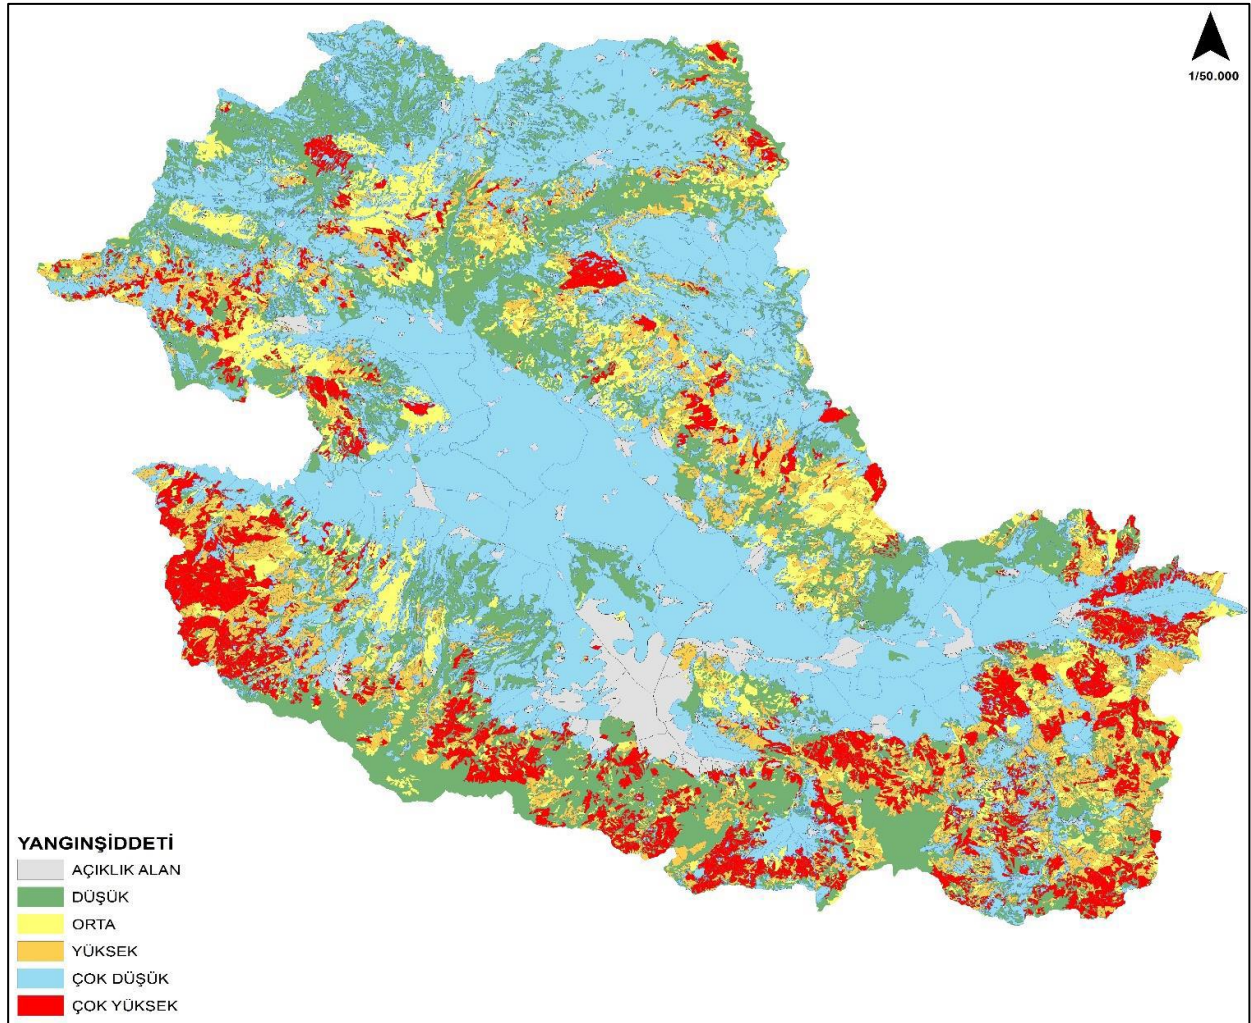 1/50.000
YANGINŞİDDETİ
AÇIKLIK ALAN
DÜŞÜK
ORTA
YÜKSEK
ÇOK DÜŞÜK
ÇOK YÜKSEK